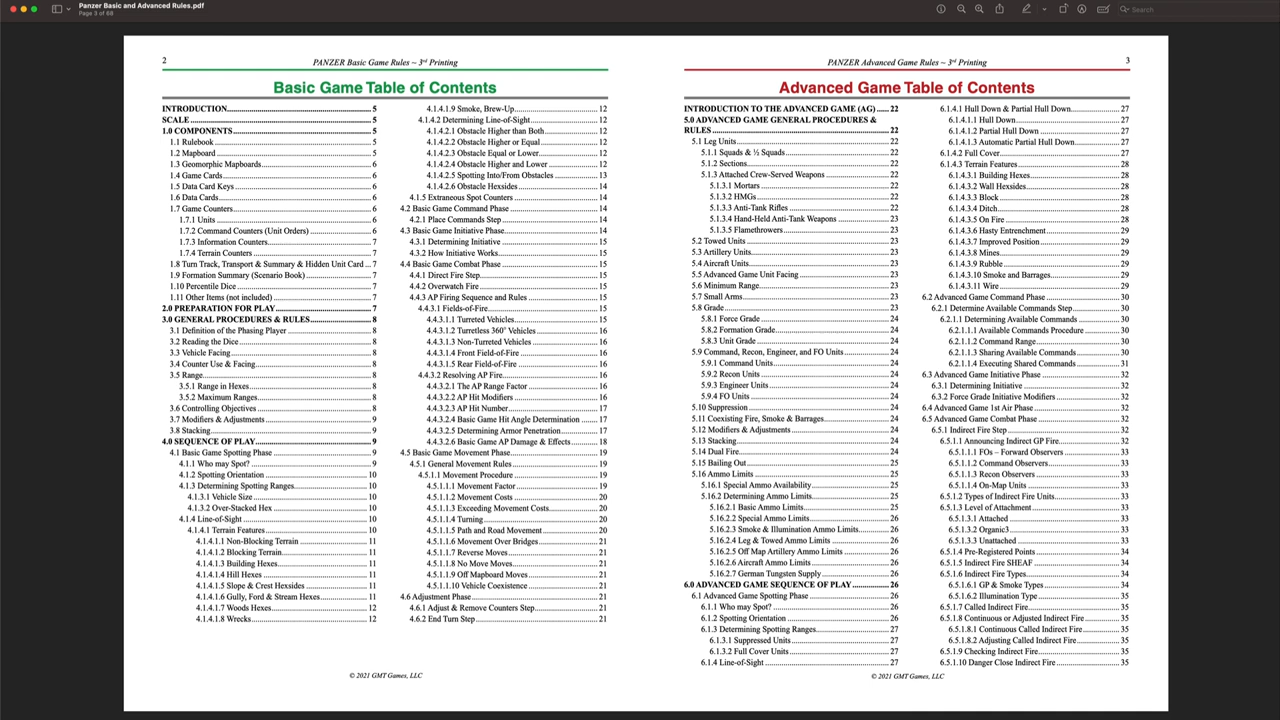 Panzer Basic and Advanced Rules.pdf
Page 3 of 68
Search
2
PANZER Basic Game Rules ~ 3rd Printing
Basic Game Table of Contents
INTRODUCTION 5
SCALE 5
1.0 COMPONENTS 5
1.1 Rulebook 5
1.2 Mapboard 5
1.3 Geomorphic Mapboards 6
1.4 Game Cards 6
1.5 Data Card Keys 6
1.6 Data Cards 6
1.7 Game Counters 6
1.7.1 Units 6
1.7.2 Command Counters (Unit Orders) 6
1.7.3 Information Counters 7
1.7.4 Terrain Counters 7
1.8 Turn Track, Transport & Summary & Hidden Unit Card 7
1.9 Formation Summary (Scenario Book) 7
1.10 Percentile Dice 7
1.11 Other Items (not included) 7
2.0 PREPARATION FOR PLAY 7
3.0 GENERAL PROCEDURES & RULES 8
3.1 Definition of the Phasing Player 8
3.2 Reading the Dice 8
3.3 Vehicle Facing 8
3.4 Counter Use & Facing 8
3.5 Range 8
3.5.1 Range in Hexes 8
3.5.2 Maximum Ranges 8
3.6 Controlling Objectives 8
3.7 Modifiers & Adjustments 9
3.8 Stacking 9
4.0 SEQUENCE OF PLAY 9
4.1 Basic Game Spotting Phase 9
4.1.1 Who may Spot? 9
4.1.2 Spotting Orientation 10
4.1.3 Determining Spotting Ranges 10
4.1.3.1 Vehicle Size 10
4.1.3.2 Over-Stacked Hex 10
4.1.4 Line-of-Sight 10
4.1.4.1 Terrain Features 10
4.1.4.1.1 Non-Blocking Terrain 11
4.1.4.1.2 Blocking Terrain 11
4.1.4.1.3 Building Hexes 11
4.1.4.1.4 Hill Hexes 11
4.1.4.1.5 Slope & Crest Hexsides 11
4.1.4.1.6 Gully, Ford & Stream Hexes 11
4.1.4.1.7 Woods Hexes 12
4.1.4.1.8 Wrecks 12
4.1.4.1.9 Smoke, Brew-Up 12
4.1.4.2 Determining Line-of-Sight 12
4.1.4.2.1 Obstacle Higher than Both 12
4.1.4.2.2 Obstacle Higher or Equal 12
4.1.4.2.3 Obstacle Equal or Lower 12
4.1.4.2.4 Obstacle Higher and Lower 12
4.1.4.2.5 Spotting Into/From Obstacles 13
4.1.4.2.6 Obstacle Hexsides 14
4.1.5 Extraneous Spot Counters 14
4.2 Basic Game Command Phase 14
4.2.1 Place Commands Step 14
4.3 Basic Game Initiative Phase 14
4.3.1 Determining Initiative 15
4.3.2 How Initiative Works 15
4.4 Basic Game Combat Phase 15
4.4.1 Direct Fire Step 15
4.4.2 Overwatch Fire 15
4.4.3 AP Firing Sequence and Rules 15
4.4.3.1 Fields-of-Fire 15
4.4.3.1.1 Turreted Vehicles 15
4.4.3.1.2 Turretless 360° Vehicles 16
4.4.3.1.3 Non-Turreted Vehicles 16
4.4.3.1.4 Front Field-of-Fire 16
4.4.3.1.5 Rear Field-of-Fire 16
4.4.3.2 Resolving AP Fire 16
4.4.3.2.1 The AP Range Factor 16
4.4.3.2.2 AP Hit Modifiers 16
4.4.3.2.3 AP Hit Number 17
4.4.3.2.4 Basic Game Hit Angle Determination 17
4.4.3.2.5 Determining Armor Penetration 17
4.4.3.2.6 Basic Game AP Damage & Effects 18
4.5 Basic Game Movement Phase 19
4.5.1 General Movement Rules 19
4.5.1.1 Movement Procedure 19
4.5.1.1.1 Movement Factor 19
4.5.1.1.2 Movement Costs 20
4.5.1.1.3 Exceeding Movement Costs 20
4.5.1.1.4 Turning 20
4.5.1.1.5 Path and Road Movement 20
4.5.1.1.6 Movement Over Bridges 21
4.5.1.1.7 Reverse Moves 21
4.5.1.1.8 No Move Moves 21
4.5.1.1.9 Off Mapboard Moves 21
4.5.1.1.10 Vehicle Coexistence 21
4.6 Adjustment Phase 21
4.6.1 Adjust & Remove Counters Step 21
4.6.2 End Turn Step 21
© 2021 GMT Games, LLC
PANZER Advanced Game Rules ~ 3rd Printing
3
Advanced Game Table of Contents
INTRODUCTION TO THE ADVANCED GAME (AG) 22
5.0 ADVANCED GAME GENERAL PROCEDURES &
RULES 22
5.1 Leg Units 22
5.1.1 Squads & ½ Squads 22
5.1.2 Sections 22
5.1.3 Attached Crew-Served Weapons 22
5.1.3.1 Mortars 22
5.1.3.2 HMGs 22
5.1.3.3 Anti-Tank Rifles 22
5.1.3.4 Hand-Held Anti-Tank Weapons 23
5.1.3.5 Flamethrowers 23
5.2 Towed Units 23
5.3 Artillery Units 23
5.4 Aircraft Units 23
5.5 Advanced Game Unit Facing 23
5.6 Minimum Range 23
5.7 Small Arms 23
5.8 Grade 24
5.8.1 Force Grade 24
5.8.2 Formation Grade 24
5.8.3 Unit Grade 24
5.9 Command, Recon, Engineer, and FO Units 24
5.9.1 Command Units 24
5.9.2 Recon Units 24
5.9.3 Engineer Units 24
5.9.4 FO Units 24
5.10 Suppression 24
5.11 Coexisting Fire, Smoke & Barrages 24
5.12 Modifiers & Adjustments 24
5.13 Stacking 24
5.14 Dual Fire 24
5.15 Bailing Out 25
5.16 Ammo Limits 25
5.16.1 Special Ammo Availability 25
5.16.2 Determining Ammo Limits 25
5.16.2.1 Basic Ammo Limits 25
5.16.2.2 Special Ammo Limits 26
5.16.2.3 Smoke & Illumination Ammo Limits 26
5.16.2.4 Leg & Towed Ammo Limits 26
5.16.2.5 Off Map Artillery Ammo Limits 26
5.16.2.6 Aircraft Ammo Limits 26
5.16.2.7 German Tungsten Supply 26
6.0 ADVANCED GAME SEQUENCE OF PLAY 26
6.1 Advanced Game Spotting Phase 26
6.1.1 Who may Spot? 26
6.1.2 Spotting Orientation 26
6.1.3 Determining Spotting Ranges 27
6.1.3.1 Suppressed Units 27
6.1.3.2 Full Cover Units 27
6.1.4 Line-of-Sight 27
6.1.4.1 Hull Down & Partial Hull Down 27
6.1.4.1.1 Hull Down 27
6.1.4.1.2 Partial Hull Down 27
6.1.4.1.3 Automatic Partial Hull Down 27
6.1.4.2 Full Cover 27
6.1.4.3 Terrain Features 28
6.1.4.3.1 Building Hexes 28
6.1.4.3.2 Wall Hexsides 28
6.1.4.3.3 Block 28
6.1.4.3.4 Ditch 28
6.1.4.3.5 On Fire 28
6.1.4.3.6 Hasty Entrenchment 29
6.1.4.3.7 Improved Position 29
6.1.4.3.8 Mines 29
6.1.4.3.9 Rubble 29
6.1.4.3.10 Smoke and Barrages 29
6.1.4.3.11 Wire 29
6.2 Advanced Game Command Phase 30
6.2.1 Determine Available Commands Step 30
6.2.1.1 Determining Available Commands 30
6.2.1.1.1 Available Commands Procedure 30
6.2.1.1.2 Command Range 30
6.2.1.1.3 Sharing Available Commands 30
6.2.1.1.4 Executing Shared Commands 31
6.3 Advanced Game Initiative Phase 32
6.3.1 Determining Initiative 32
6.3.2 Force Grade Initiative Modifiers 32
6.4 Advanced Game 1st Air Phase 32
6.5 Advanced Game Combat Phase 32
6.5.1 Indirect Fire Step 32
6.5.1.1 Announcing Indirect GP Fire 32
6.5.1.1.1 FOs – Forward Observers 33
6.5.1.1.2 Command Observers 33
6.5.1.1.3 Recon Observers 33
6.5.1.1.4 On-Map Units 33
6.5.1.2 Types of Indirect Fire Units 33
6.5.1.3 Level of Attachment 33
6.5.1.3.1 Attached 33
6.5.1.3.2 Organic3 33
6.5.1.3.3 Unattached 33
6.5.1.4 Pre-Registered Points 34
6.5.1.5 Indirect Fire SHEAF 34
6.5.1.6 Indirect Fire Types 34
6.5.1.6.1 GP & Smoke Types 34
6.5.1.6.2 Illumination Type 35
6.5.1.7 Called Indirect Fire 35
6.5.1.8 Continuous or Adjusted Indirect Fire 35
6.5.1.8.1 Continuous Called Indirect Fire 35
6.5.1.8.2 Adjusting Called Indirect Fire 35
6.5.1.9 Checking Indirect Fire 35
6.5.1.10 Danger Close Indirect Fire 35
© 2021 GMT Games, LLC